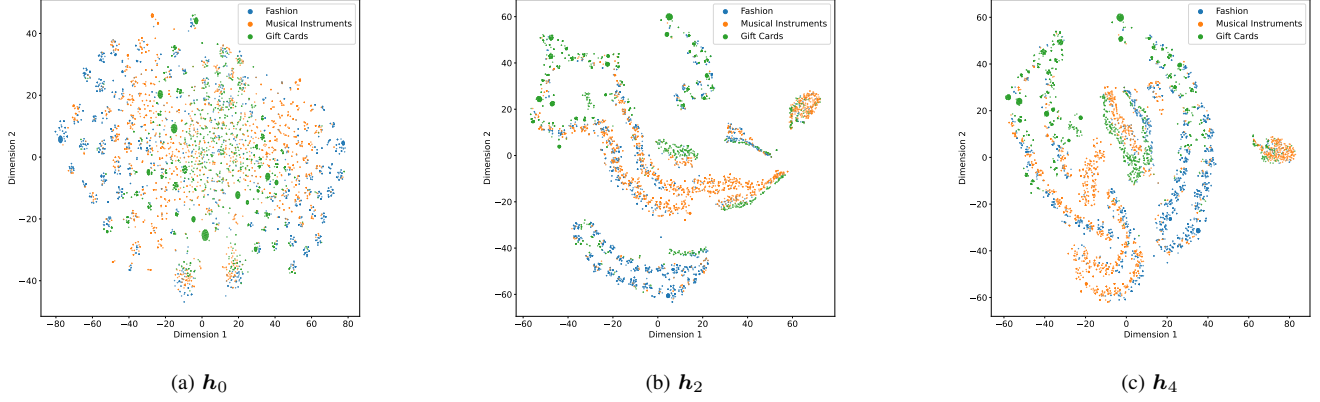 Fashion
Musical Instruments
Gift Cards
Dimension 2
40
20
0
−20
−40
−80 −60 −40 −20 0 20 40 60 80
Dimension 1
(a) h0
Fashion
Musical Instruments
Gift Cards
Dimension 2
60
40
20
0
−20
−40
−60
−60 −40 −20 0 20 40 60
Dimension 1
(b) h2
Fashion
Musical Instruments
Gift Cards
Dimension 2
60
40
20
0
−20
−40
−60
−60 −40 −20 0 20 40 60 80
Dimension 1
(c) h4